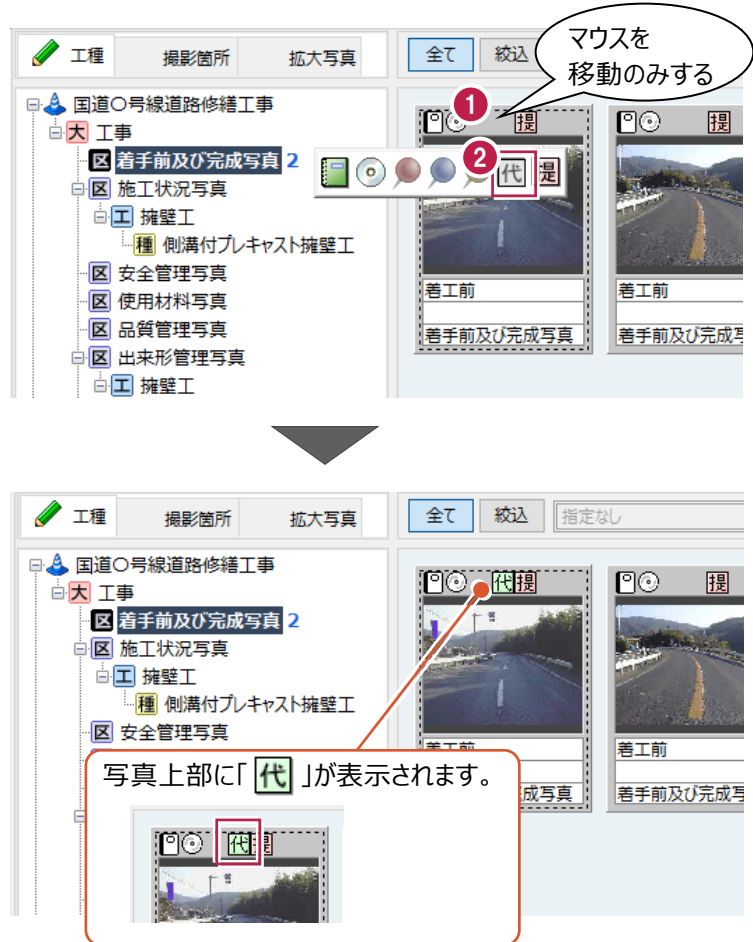 工種 撮影箇所 拡大写真 全て 絞込
マウスを
移動のみする
国道〇号線道路修繕工事
大 工事
区 着手前及び完成写真 2
区 施工状況写真
工 擁壁工
種 側溝付プレキャスト擁壁工
区 安全管理写真
区 使用材料写真
区 品質管理写真
区 出来形管理写真
工 擁壁工
1
提
2
代 提
着工前
着手前及び完成写真
提
着工前
着手前及び完成写
工種 撮影箇所 拡大写真 全て 絞込 指定なし
国道〇号線道路修繕工事
大 工事
区 着手前及び完成写真 2
区 施工状況写真
工 擁壁工
種 側溝付プレキャスト擁壁工
区 安全管理写真
代 提
着工前
成写真
提
着工前
着手前及び完成写
写真上部に「 代 」が表示されます。
代 提